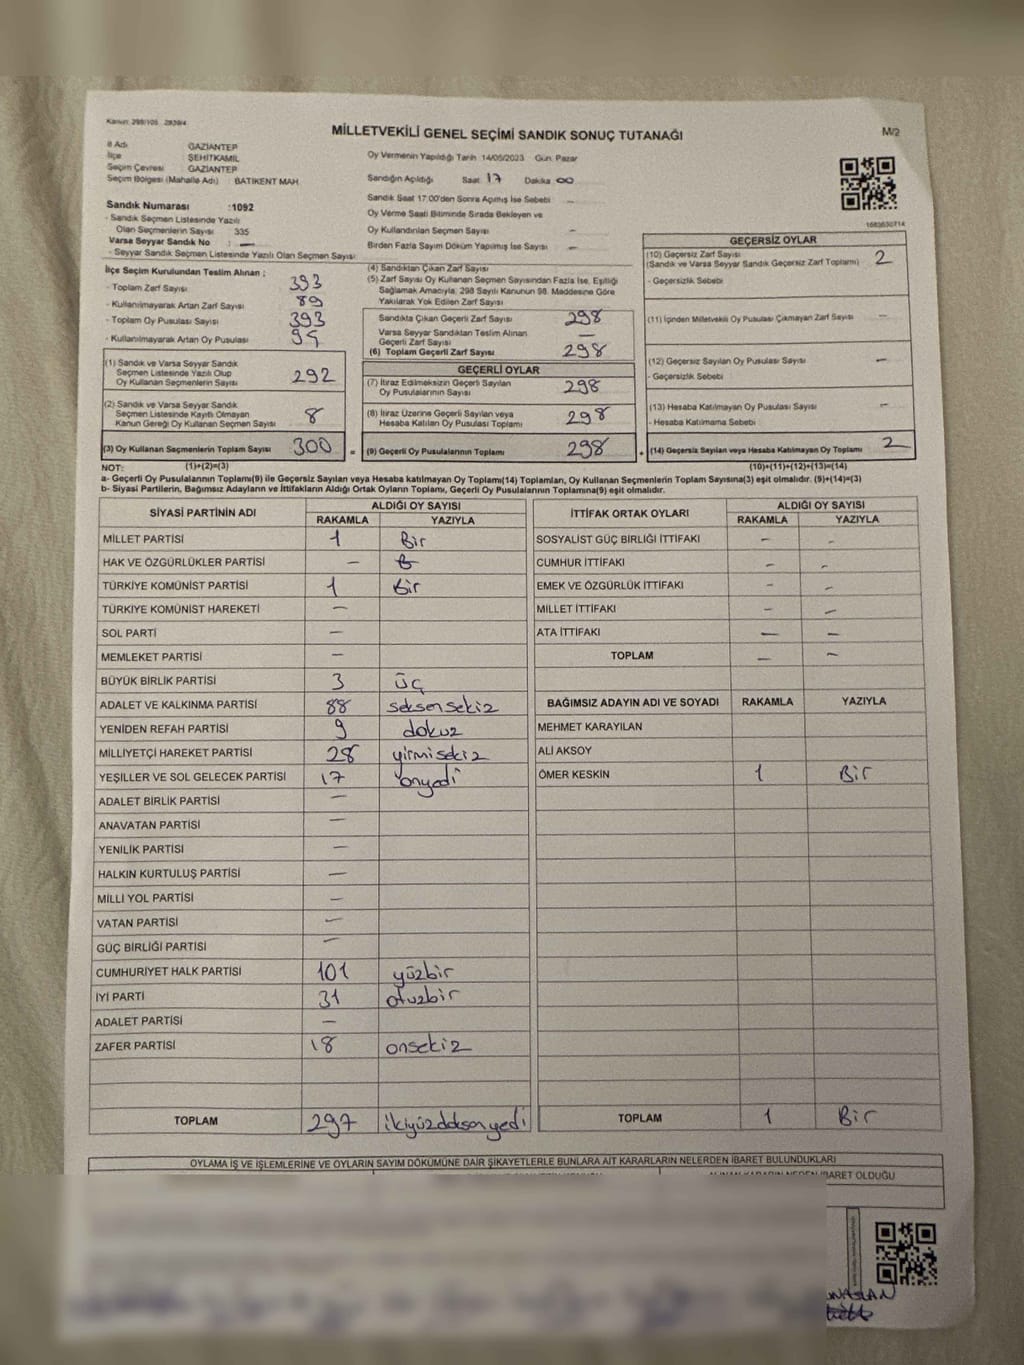 Kanun: 298/105 2839/4
MİLLETVEKİLİ GENEL SEÇİMİ SANDIK SONUÇ TUTANAĞI
M/2
İl Adı GAZİANTEP
İlçe ŞEHİTKAMİL
Seçim Çevresi GAZİANTEP
Seçim Bölgesi (Mahalle Adı) : BATIKENT MAH.
Oy Vermenin Yapıldığı Tarih 14/05/2023 Gün: Pazar
Sandığın Açıldığı Saat 17 Dakika 00
Sandık Saat 17.00'den Sonra Açılmış İse Sebebi –
Oy Verme Saati Bitiminde Sırada Bekleyen ve
Oy Kullandırılan Seçmen Sayısı –
Birden Fazla Sayım Döküm Yapılmış İse Sayısı –
1683630714
Sandık Numarası :1092
- Sandık Seçmen Listesinde Yazılı
Olan Seçmenlerin Sayısı 335
Varsa Seyyar Sandık No : —
- Seyyar Sandık Seçmen Listesinde Yazılı Olan Seçmen Sayısı:
İlçe Seçim Kurulundan Teslim Alınan ;
- Toplam Zarf Sayısı 393
- Kullanılmayarak Artan Zarf Sayısı 89
- Toplam Oy Pusulası Sayısı 393
- Kullanılmayarak Artan Oy Pusulası
(1) Sandık ve Varsa Seyyar Sandık
Seçmen Listesinde Yazılı Olup
Oy Kullanan Seçmenlerin Sayısı 292
(2) Sandık ve Varsa Seyyar Sandık
Seçmen Listesinde Kayıtlı Olmayan
Kanun Gereği Oy Kullanan Seçmen Sayısı 8
(3) Oy Kullanan Seçmenlerin Toplam Sayısı 300 =
(4) Sandıktan Çıkan Zarf Sayısı
(5) Zarf Sayısı Oy Kullanan Seçmen Sayısından Fazla İse, Eşitliği
Sağlamak Amacıyla, 298 Sayılı Kanunun 98. Maddesine Göre
Yakılarak Yok Edilen Zarf Sayısı
Sandıkta Çıkan Geçerli Zarf Sayısı 298
Varsa Seyyar Sandıktan Teslim Alınan
Geçerli Zarf Sayısı —
(6) Toplam Geçerli Zarf Sayısı 298
GEÇERLİ OYLAR
(7) İtiraz Edilmeksizin Geçerli Sayılan
Oy Pusulalarının Sayısı 298
(8) İtiraz Üzerine Geçerli Sayılan veya
Hesaba Katılan Oy Pusulası Toplamı 298
(9) Geçerli Oy Pusulalarının Toplamı 298 +
GEÇERSİZ OYLAR
(10) Geçersiz Zarf Sayısı
(Sandık ve Varsa Seyyar Sandık Geçersiz Zarf Toplamı) 2
- Geçersizlik Sebebi
(11) İçinden Milletvekili Oy Pusulası Çıkmayan Zarf Sayısı –
(12) Geçersiz Sayılan Oy Pusulası Sayısı –
- Geçersizlik Sebebi
(13) Hesaba Katılmayan Oy Pusulası Sayısı –
- Hesaba Katılmama Sebebi
(14) Geçersiz Sayılan veya Hesaba Katılmayan Oy Toplamı 2
NOT: (1)+(2)=(3) (10)+(11)+(12)+(13)=(14)
a- Geçerli Oy Pusulalarının Toplamı(9) ile Geçersiz Sayılan veya Hesaba katılmayan Oy Toplamı(14) Toplamları, Oy Kullanan Seçmenlerin Toplam Sayısına(3) eşit olmalıdır. (9)+(14)=(3)
b- Siyasi Partilerin, Bağımsız Adayların ve İttifakların Aldığı Ortak Oyların Toplamı, Geçerli Oy Pusulalarının Toplamına(9) eşit olmalıdır.
SİYASİ PARTİNİN ADI ALDIĞI OY SAYISI
RAKAMLA YAZIYLA
MİLLET PARTİSİ 1 Bir
HAK VE ÖZGÜRLÜKLER PARTİSİ –
TÜRKİYE KOMÜNİST PARTİSİ 1 Bir
TÜRKİYE KOMÜNİST HAREKETİ –
SOL PARTİ –
MEMLEKET PARTİSİ –
BÜYÜK BİRLİK PARTİSİ 3 üç
ADALET VE KALKINMA PARTİSİ 88 seksensekiz
YENİDEN REFAH PARTİSİ 9 dokuz
MİLLİYETÇİ HAREKET PARTİSİ 28 yirmisekiz
YEŞİLLER VE SOL GELECEK PARTİSİ 17 onyedi
ADALET BİRLİK PARTİSİ –
ANAVATAN PARTİSİ –
YENİLİK PARTİSİ –
HALKIN KURTULUŞ PARTİSİ –
MİLLİ YOL PARTİSİ –
VATAN PARTİSİ –
GÜÇ BİRLİĞİ PARTİSİ –
CUMHURİYET HALK PARTİSİ 101 yüzbir
İYİ PARTİ 31 otuzbir
ADALET PARTİSİ –
ZAFER PARTİSİ 18 onsekiz
TOPLAM 297
İTTİFAK ORTAK OYLARI ALDIĞI OY SAYISI
RAKAMLA YAZIYLA
SOSYALİST GÜÇ BİRLİĞİ İTTİFAKI – –
CUMHUR İTTİFAKI – –
EMEK VE ÖZGÜRLÜK İTTİFAKI – –
MİLLET İTTİFAKI – –
ATA İTTİFAKI – –
TOPLAM – –
BAĞIMSIZ ADAYIN ADI VE SOYADI RAKAMLA YAZIYLA
MEHMET KARAYILAN
ALİ AKSOY
ÖMER KESKİN 1 Bir
TOPLAM 1 Bir
OYLAMA İŞ VE İŞLEMLERİNE VE OYLARIN SAYIM DÖKÜMÜNE DAİR ŞİKAYETLERLE BUNLARA AİT KARARLARIN NELERDEN İBARET BULUNDUKLARI
ALINAN KARARIN NEDEN İBARET OLDUĞU